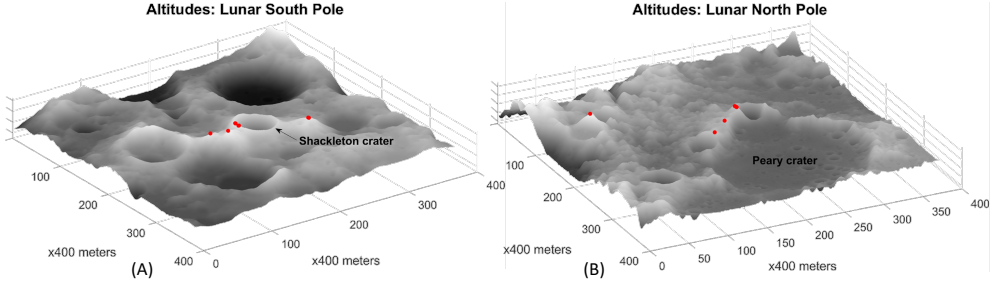 Altitudes: Lunar South Pole
Shackleton crater
100
200
300
400
x400 meters
0
100
200
300
400
x400 meters
(A)
Altitudes: Lunar North Pole
Peary crater
100
200
300
400
x400 meters
0
50
100
150
200
250
300
350
400
x400 meters
(B)